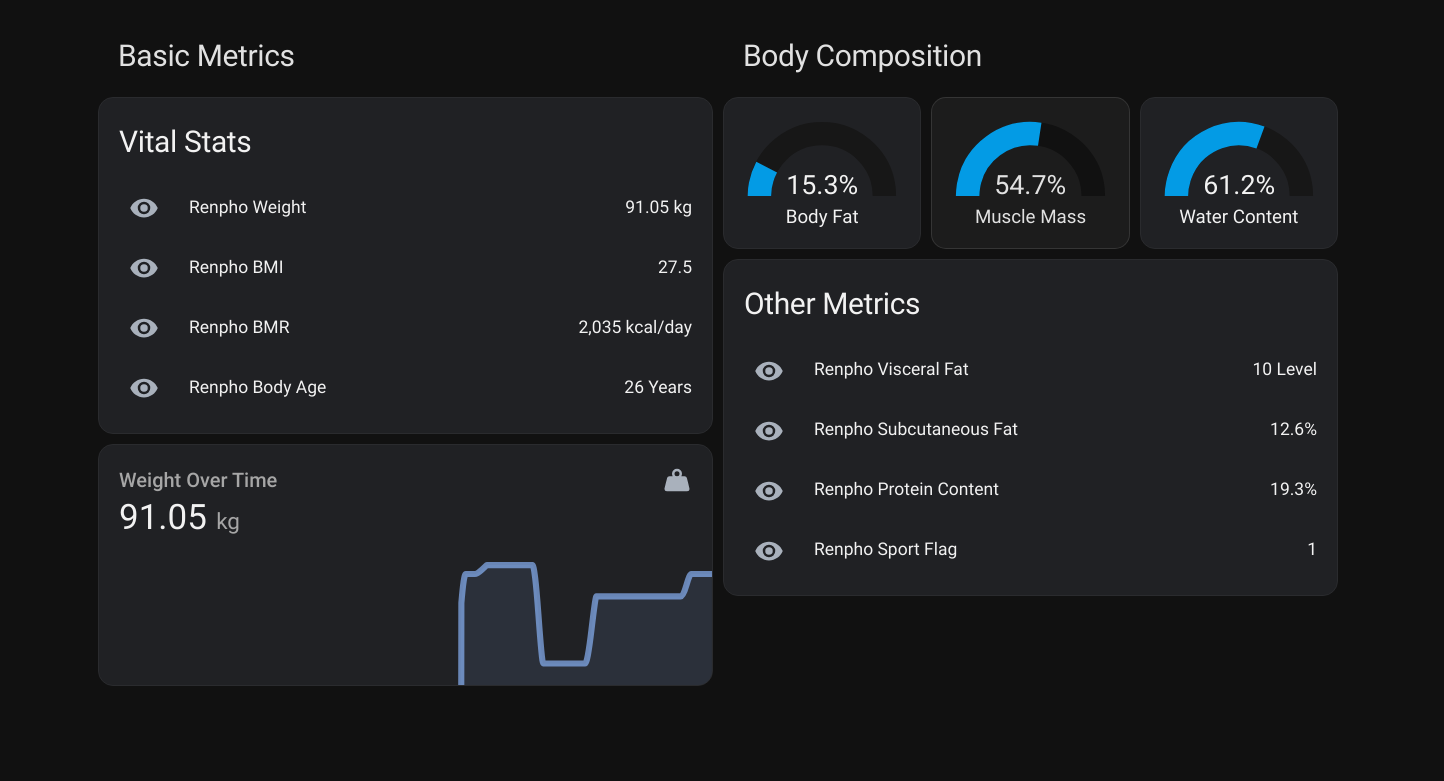 Basic Metrics
Vital Stats
Renpho Weight 91.05 kg
Renpho BMI 27.5
Renpho BMR 2,035 kcal/day
Renpho Body Age 26 Years
Weight Over Time
91.05 kg
Body Composition
15.3% 54.7% 61.2%
Body Fat Muscle Mass Water Content
Other Metrics
Renpho Visceral Fat 10 Level
Renpho Subcutaneous Fat 12.6%
Renpho Protein Content 19.3%
Renpho Sport Flag 1